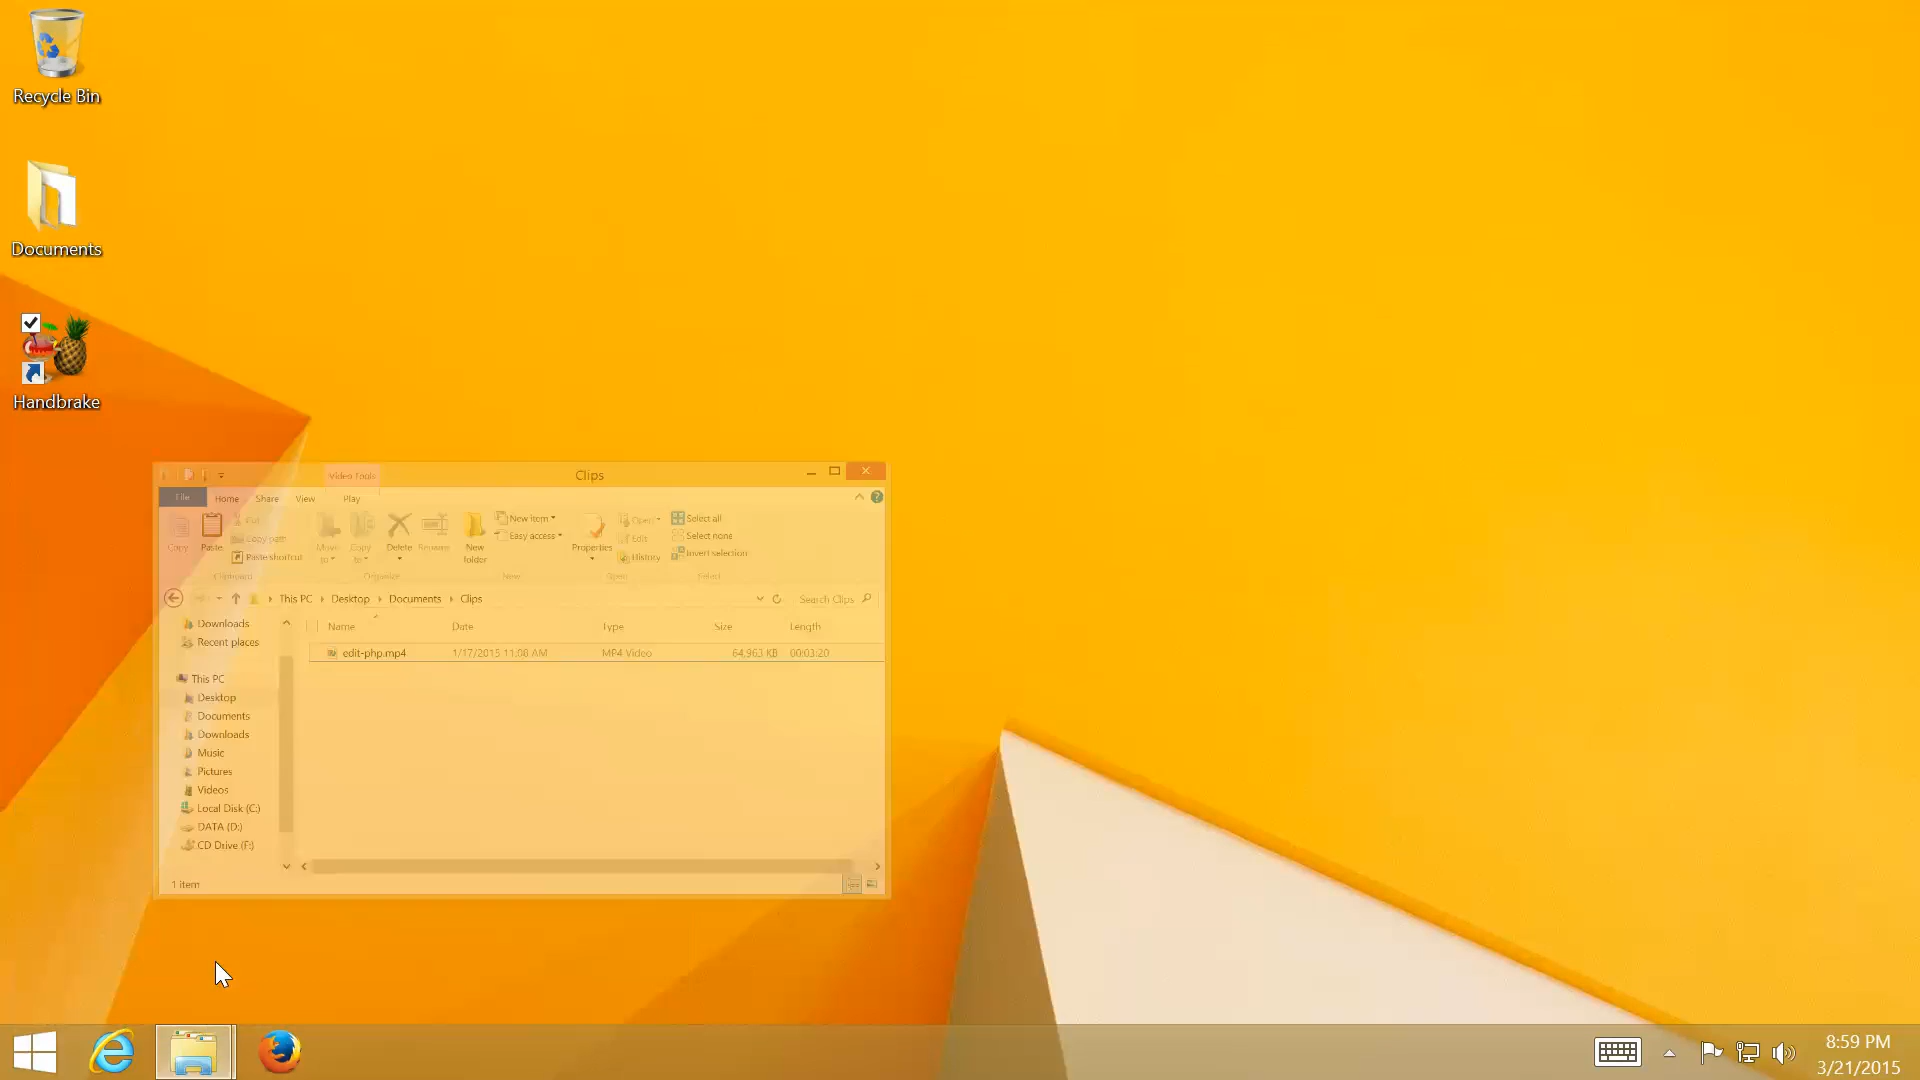 Recycle Bin
Documents
Handbrake
Video Tools
Clips
File Home Share View Play
Copy
Paste
Cut
Copy path
Paste shortcut
Move to
Copy to
Delete
Rename
New folder
New item
Easy access
Properties
Open
Edit
History
Select all
Select none
Invert selection
Clipboard Organize New Open Select
This PC Desktop Documents Clips
Search Clips
Name Date Type Size Length
edit-php.mp4 1/17/2015 11:08 AM MP4 Video 64,963 KB 00:03:20
Downloads
Recent places
This PC
Desktop
Documents
Downloads
Music
Pictures
Videos
Local Disk (C:)
DATA (D:)
CD Drive (F:)
1 item
8:59 PM
3/21/2015